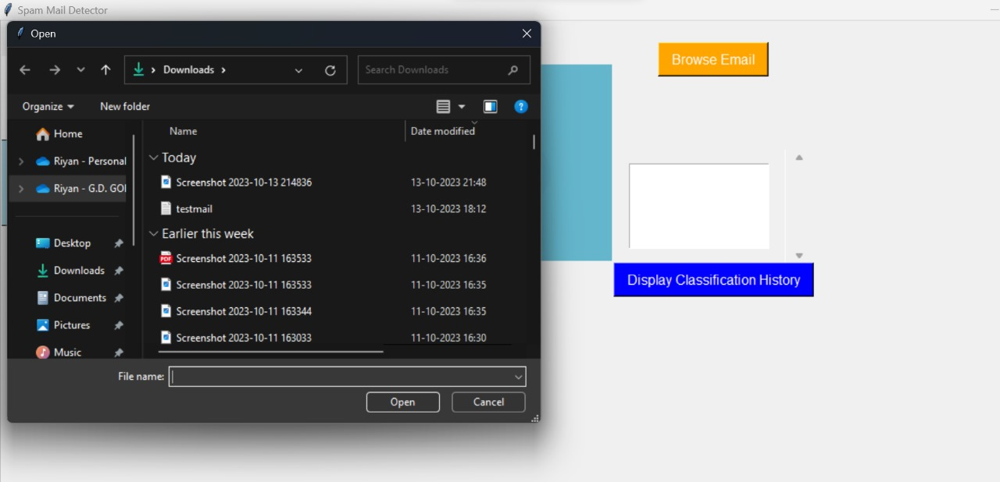 Spam Mail Detector
Open
Downloads
Search Downloads
Organize
New folder
?
Home
Riyan - Personal
Riyan - G.D. GOI
Desktop
Downloads
Documents
Pictures
Music
Name Date modified
Today
Screenshot 2023-10-13 214836 13-10-2023 21:48
testmail 13-10-2023 18:12
Earlier this week
PDF Screenshot 2023-10-11 163533 11-10-2023 16:36
Screenshot 2023-10-11 163533 11-10-2023 16:35
Screenshot 2023-10-11 163344 11-10-2023 16:35
Screenshot 2023-10-11 163033 11-10-2023 16:30
File name:
Open
Cancel
Browse Email
Display Classification History